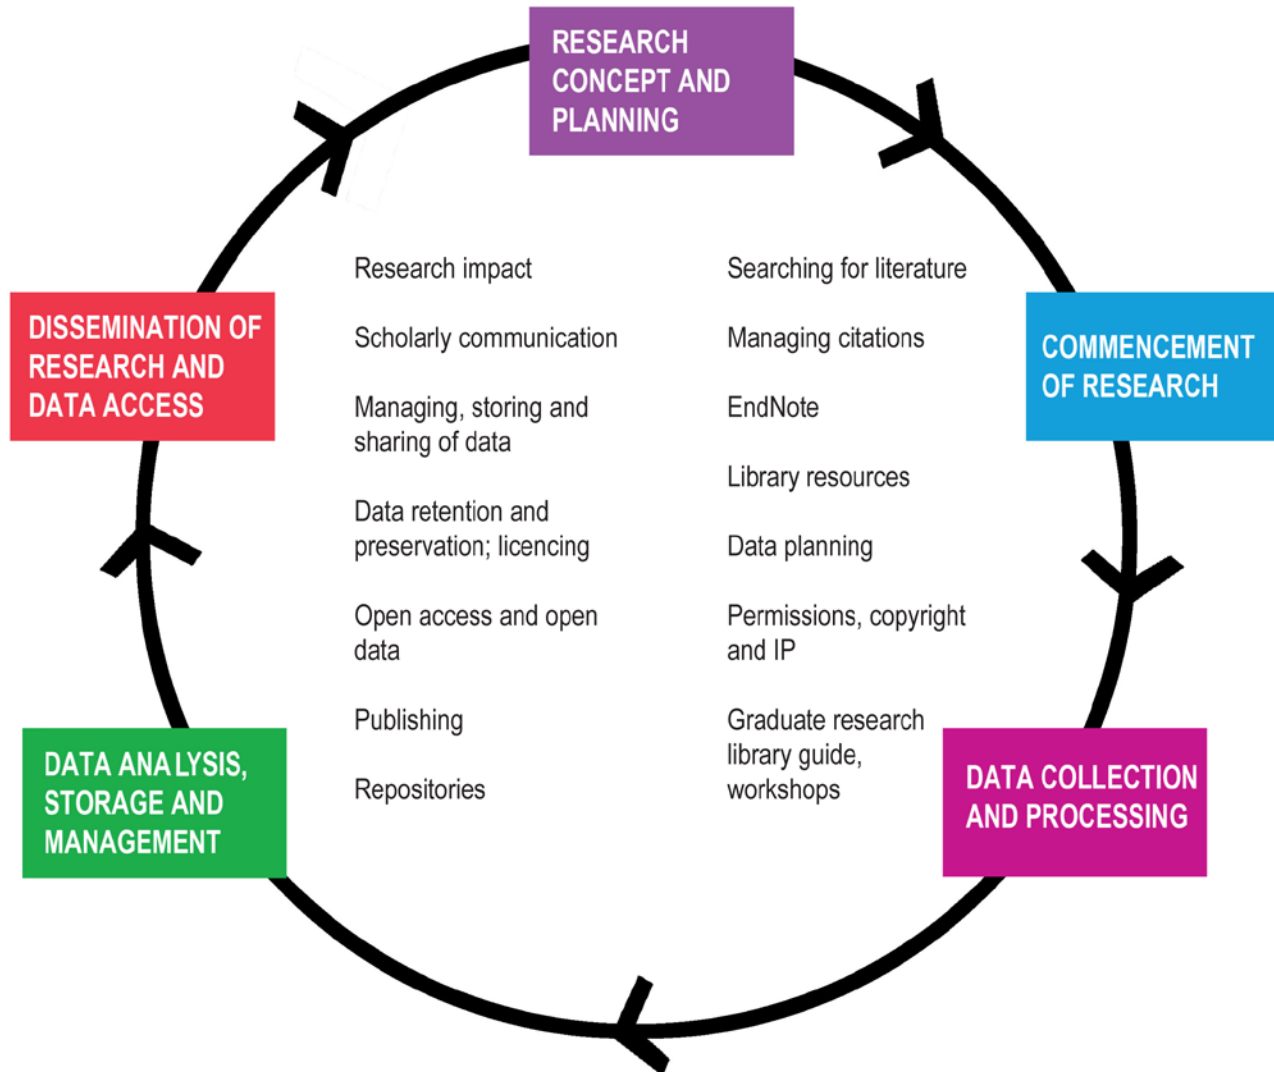 RESEARCH
CONCEPT AND
PLANNING
COMMENCEMENT
OF RESEARCH
DATA COLLECTION
AND PROCESSING
DATA ANALYSIS,
STORAGE AND
MANAGEMENT
DISSEMINATION OF
RESEARCH AND
DATA ACCESS
Research impact
Scholarly communication
Managing, storing and
sharing of data
Data retention and
preservation; licencing
Open access and open
data
Publishing
Repositories
Searching for literature
Managing citations
EndNote
Library resources
Data planning
Permissions, copyright
and IP
Graduate research
library guide,
workshops